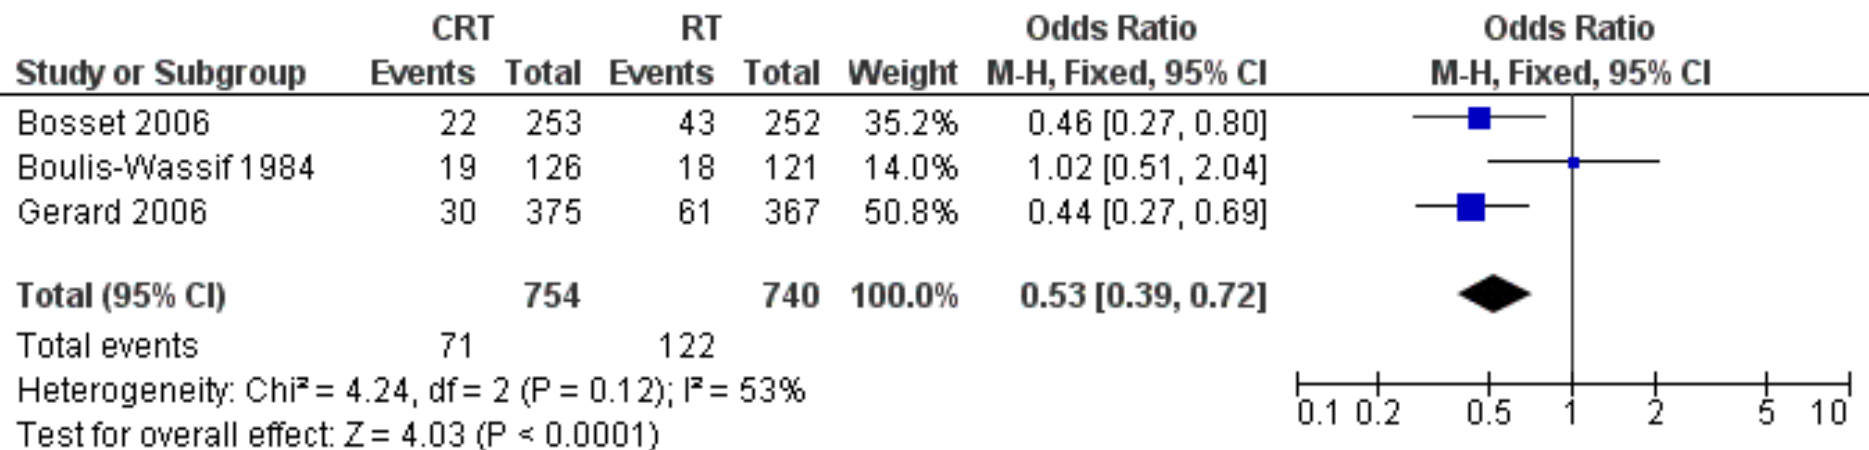 CRT RT Odds Ratio Odds Ratio
Study or Subgroup Events Total Events Total Weight M-H, Fixed, 95% CI M-H, Fixed, 95% CI
Bosset 2006 22 253 43 252 35.2% 0.46 [0.27, 0.80]
Boulis-Wassif 1984 19 126 18 121 14.0% 1.02 [0.51, 2.04]
Gerard 2006 30 375 61 367 50.8% 0.44 [0.27, 0.69]
Total (95% CI) 754 740 100.0% 0.53 [0.39, 0.72]
Total events 71 122
Heterogeneity: Chi² = 4.24, df = 2 (P = 0.12); I² = 53%
Test for overall effect: Z = 4.03 (P < 0.0001)
0.1 0.2 0.5 1 2 5 10